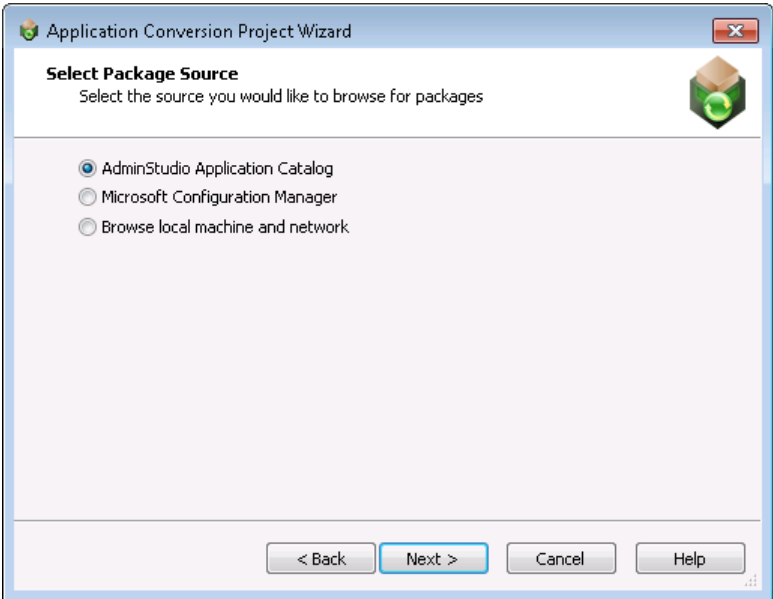 Application Conversion Project Wizard
Select Package Source
Select the source you would like to browse for packages
AdminStudio Application Catalog
Microsoft Configuration Manager
Browse local machine and network
< Back
Next >
Cancel
Help